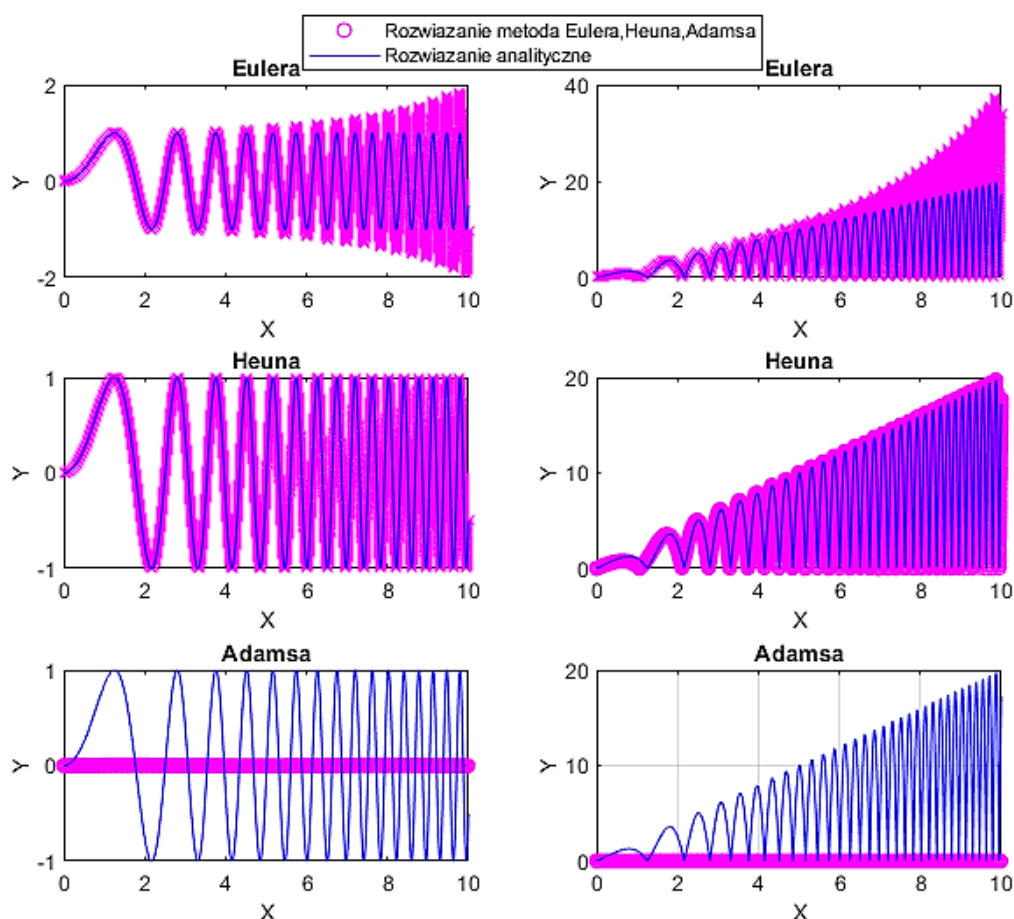 Rozwiazanie metoda Eulera,Heuna,Adamsa
Rozwiazanie analityczne
Eulera
2
0
-2
Y
0 2 4 6 8 10
X
Eulera
40
20
0
Y
0 2 4 6 8 10
X
Heuna
1
0
-1
Y
0 2 4 6 8 10
X
Heuna
20
10
0
Y
0 2 4 6 8 10
X
Adamsa
1
0
-1
Y
0 2 4 6 8 10
X
Adamsa
20
10
0
Y
0 2 4 6 8 10
X